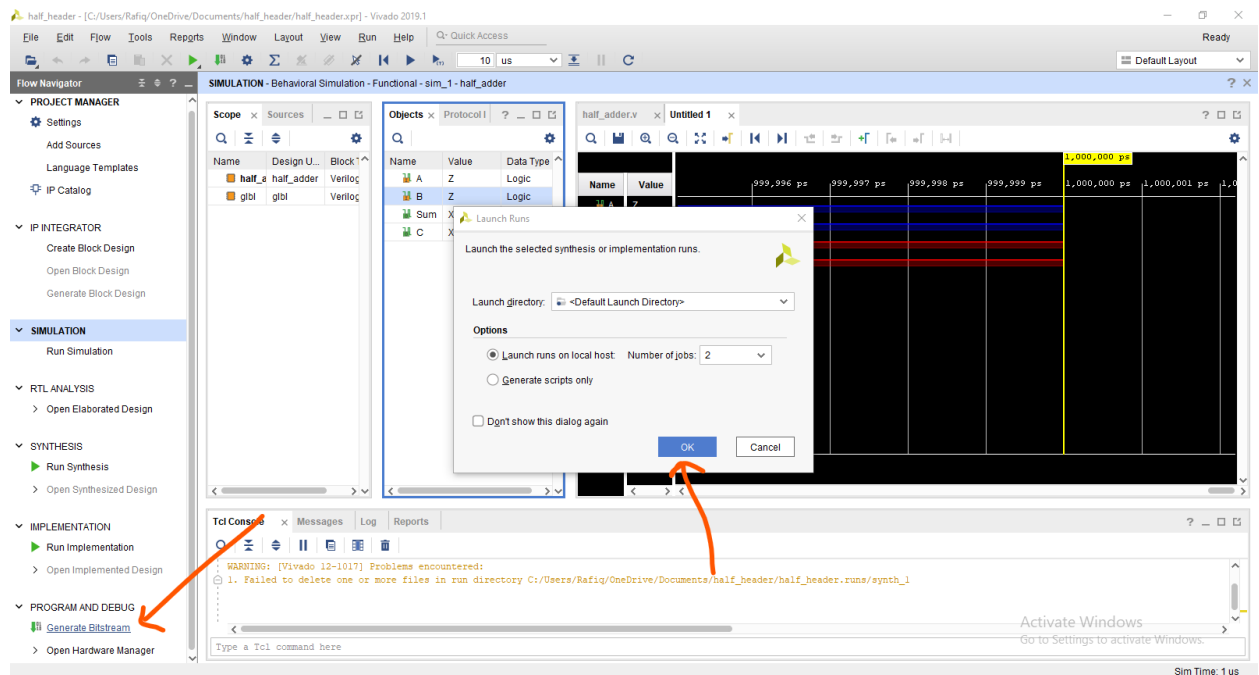 half_header - [C:/Users/Rafiq/OneDrive/Documents/half_header/half_header.xpr] - Vivado 2019.1
File Edit Flow Tools Reports Window Layout View Run Help Quick Access Ready
10 us Default Layout
Flow Navigator
PROJECT MANAGER
Settings
Add Sources
Language Templates
IP Catalog
IP INTEGRATOR
Create Block Design
Open Block Design
Generate Block Design
SIMULATION
Run Simulation
RTL ANALYSIS
Open Elaborated Design
SYNTHESIS
Run Synthesis
Open Synthesized Design
IMPLEMENTATION
Run Implementation
Open Implemented Design
PROGRAM AND DEBUG
Generate Bitstream
Open Hardware Manager
SIMULATION - Behavioral Simulation - Functional - sim_1 - half_adder
Scope Sources
Name Design U... Block
half_a half_adder Verilog
glbl glbl Verilog
Objects Protocol I
Name Value Data Type
A Z Logic
B Z Logic
Sum X
C X
half_adder.v Untitled 1
1,000,000 ps
Name Value
999,996 ps 999,997 ps 999,998 ps 999,999 ps 1,000,000 ps 1,000,001 ps 1,0
A Z
Launch Runs
Launch the selected synthesis or implementation runs.
Launch directory: <Default Launch Directory>
Options
Launch runs on local host: Number of jobs: 2
Generate scripts only
Don't show this dialog again
OK Cancel
Tcl Console Messages Log Reports
WARNING: [Vivado 12-1017] Problems encountered:
1. Failed to delete one or more files in run directory C:/Users/Rafiq/OneDrive/Documents/half_header/half_header.runs/synth_1
Type a Tcl command here
Activate Windows
Go to Settings to activate Windows.
Sim Time: 1 us